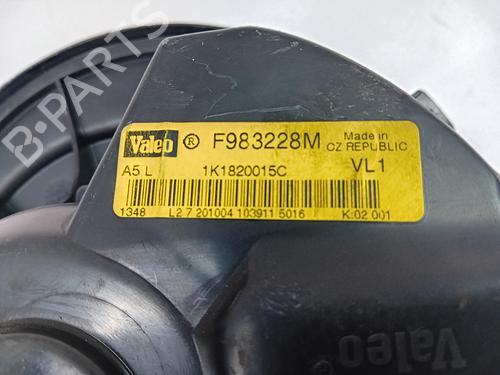 B-PARTS
Valeo ® F983228M Made in
CZ REPUBLIC
A5 L 1K1820015C VL1
1348 L2 7 201004 103911 5016 K:02 001
Valeo